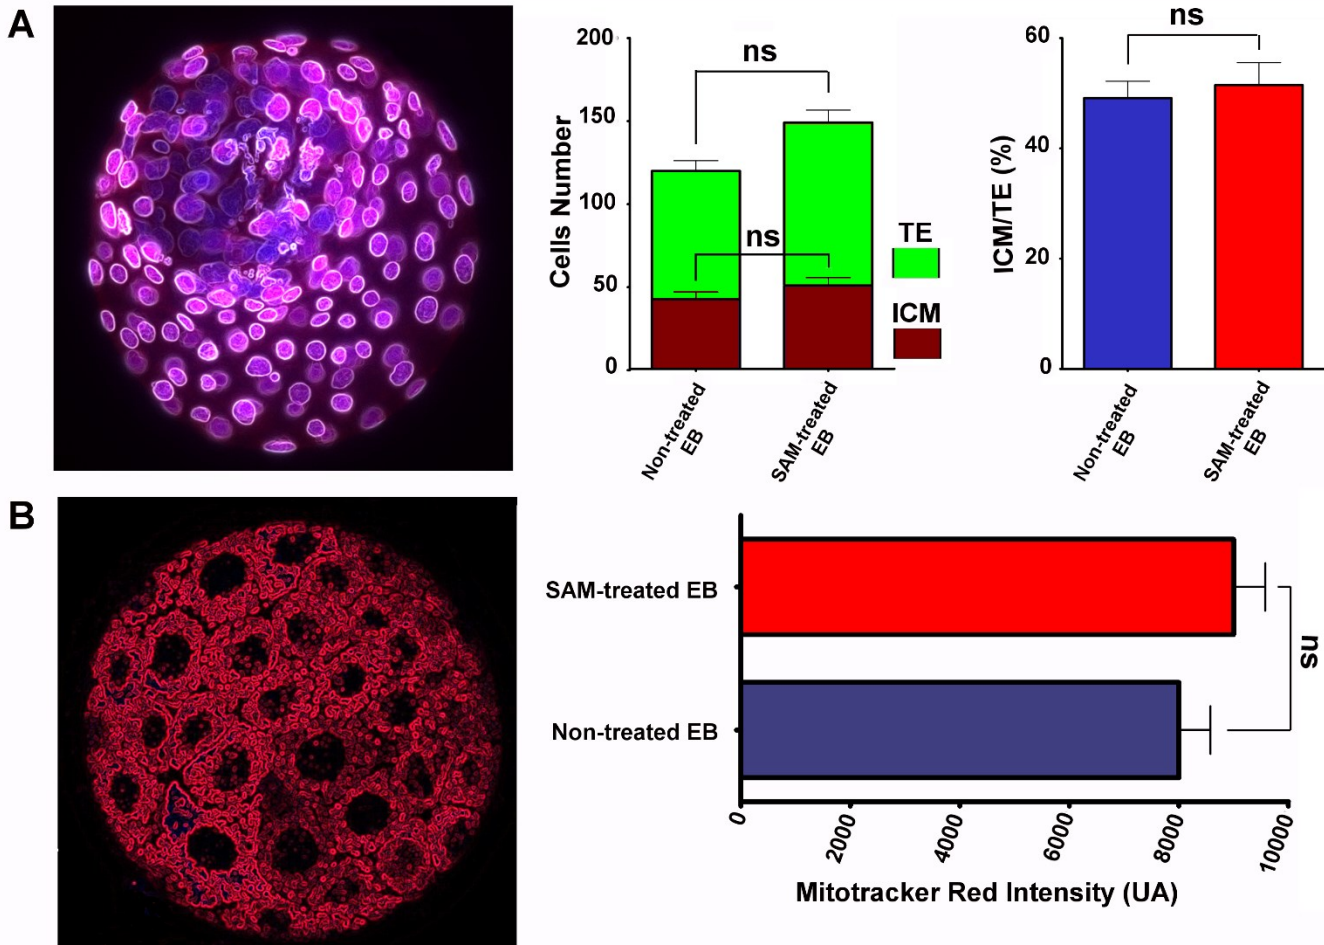 A
200
150
100
50
0
Cells Number
ns
ns
TE
ICM
Non-treated
EB
SAM-treated
EB
60
40
20
0
ICM/TE (%)
ns
Non-treated
EB
SAM-treated
EB
B
SAM-treated EB
Non-treated EB
ns
0
2000
4000
6000
8000
10000
Mitotracker Red Intensity (UA)